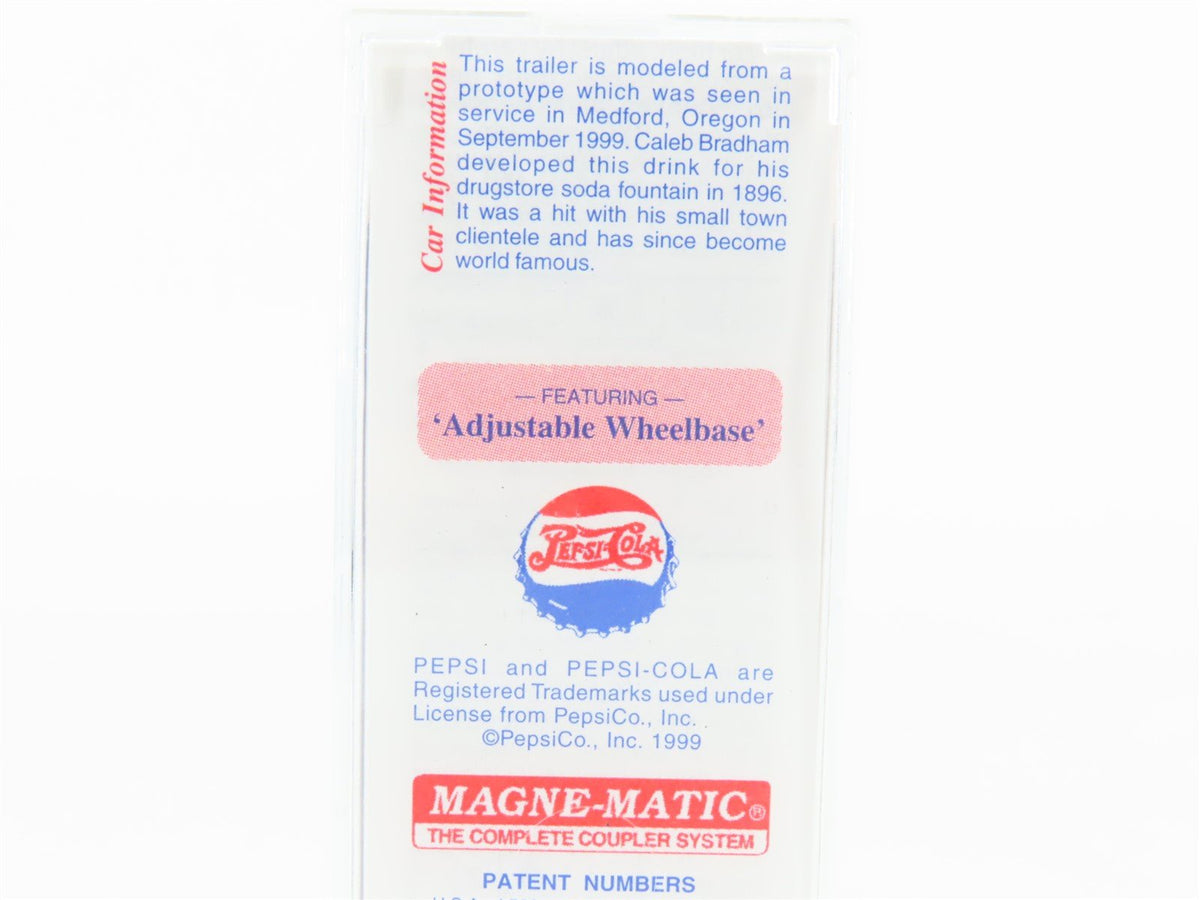 Car Information
This trailer is modeled from a
prototype which was seen in
service in Medford, Oregon in
September 1999. Caleb Bradham
developed this drink for his
drugstore soda fountain in 1896.
It was a hit with his small town
clientele and has since become
world famous.
— FEATURING —
‘Adjustable Wheelbase’
PEPSI-COLA
PEPSI and PEPSI-COLA are
Registered Trademarks used under
License from PepsiCo., Inc.
©PepsiCo., Inc. 1999
MAGNE-MATIC®
THE COMPLETE COUPLER SYSTEM
PATENT NUMBERS